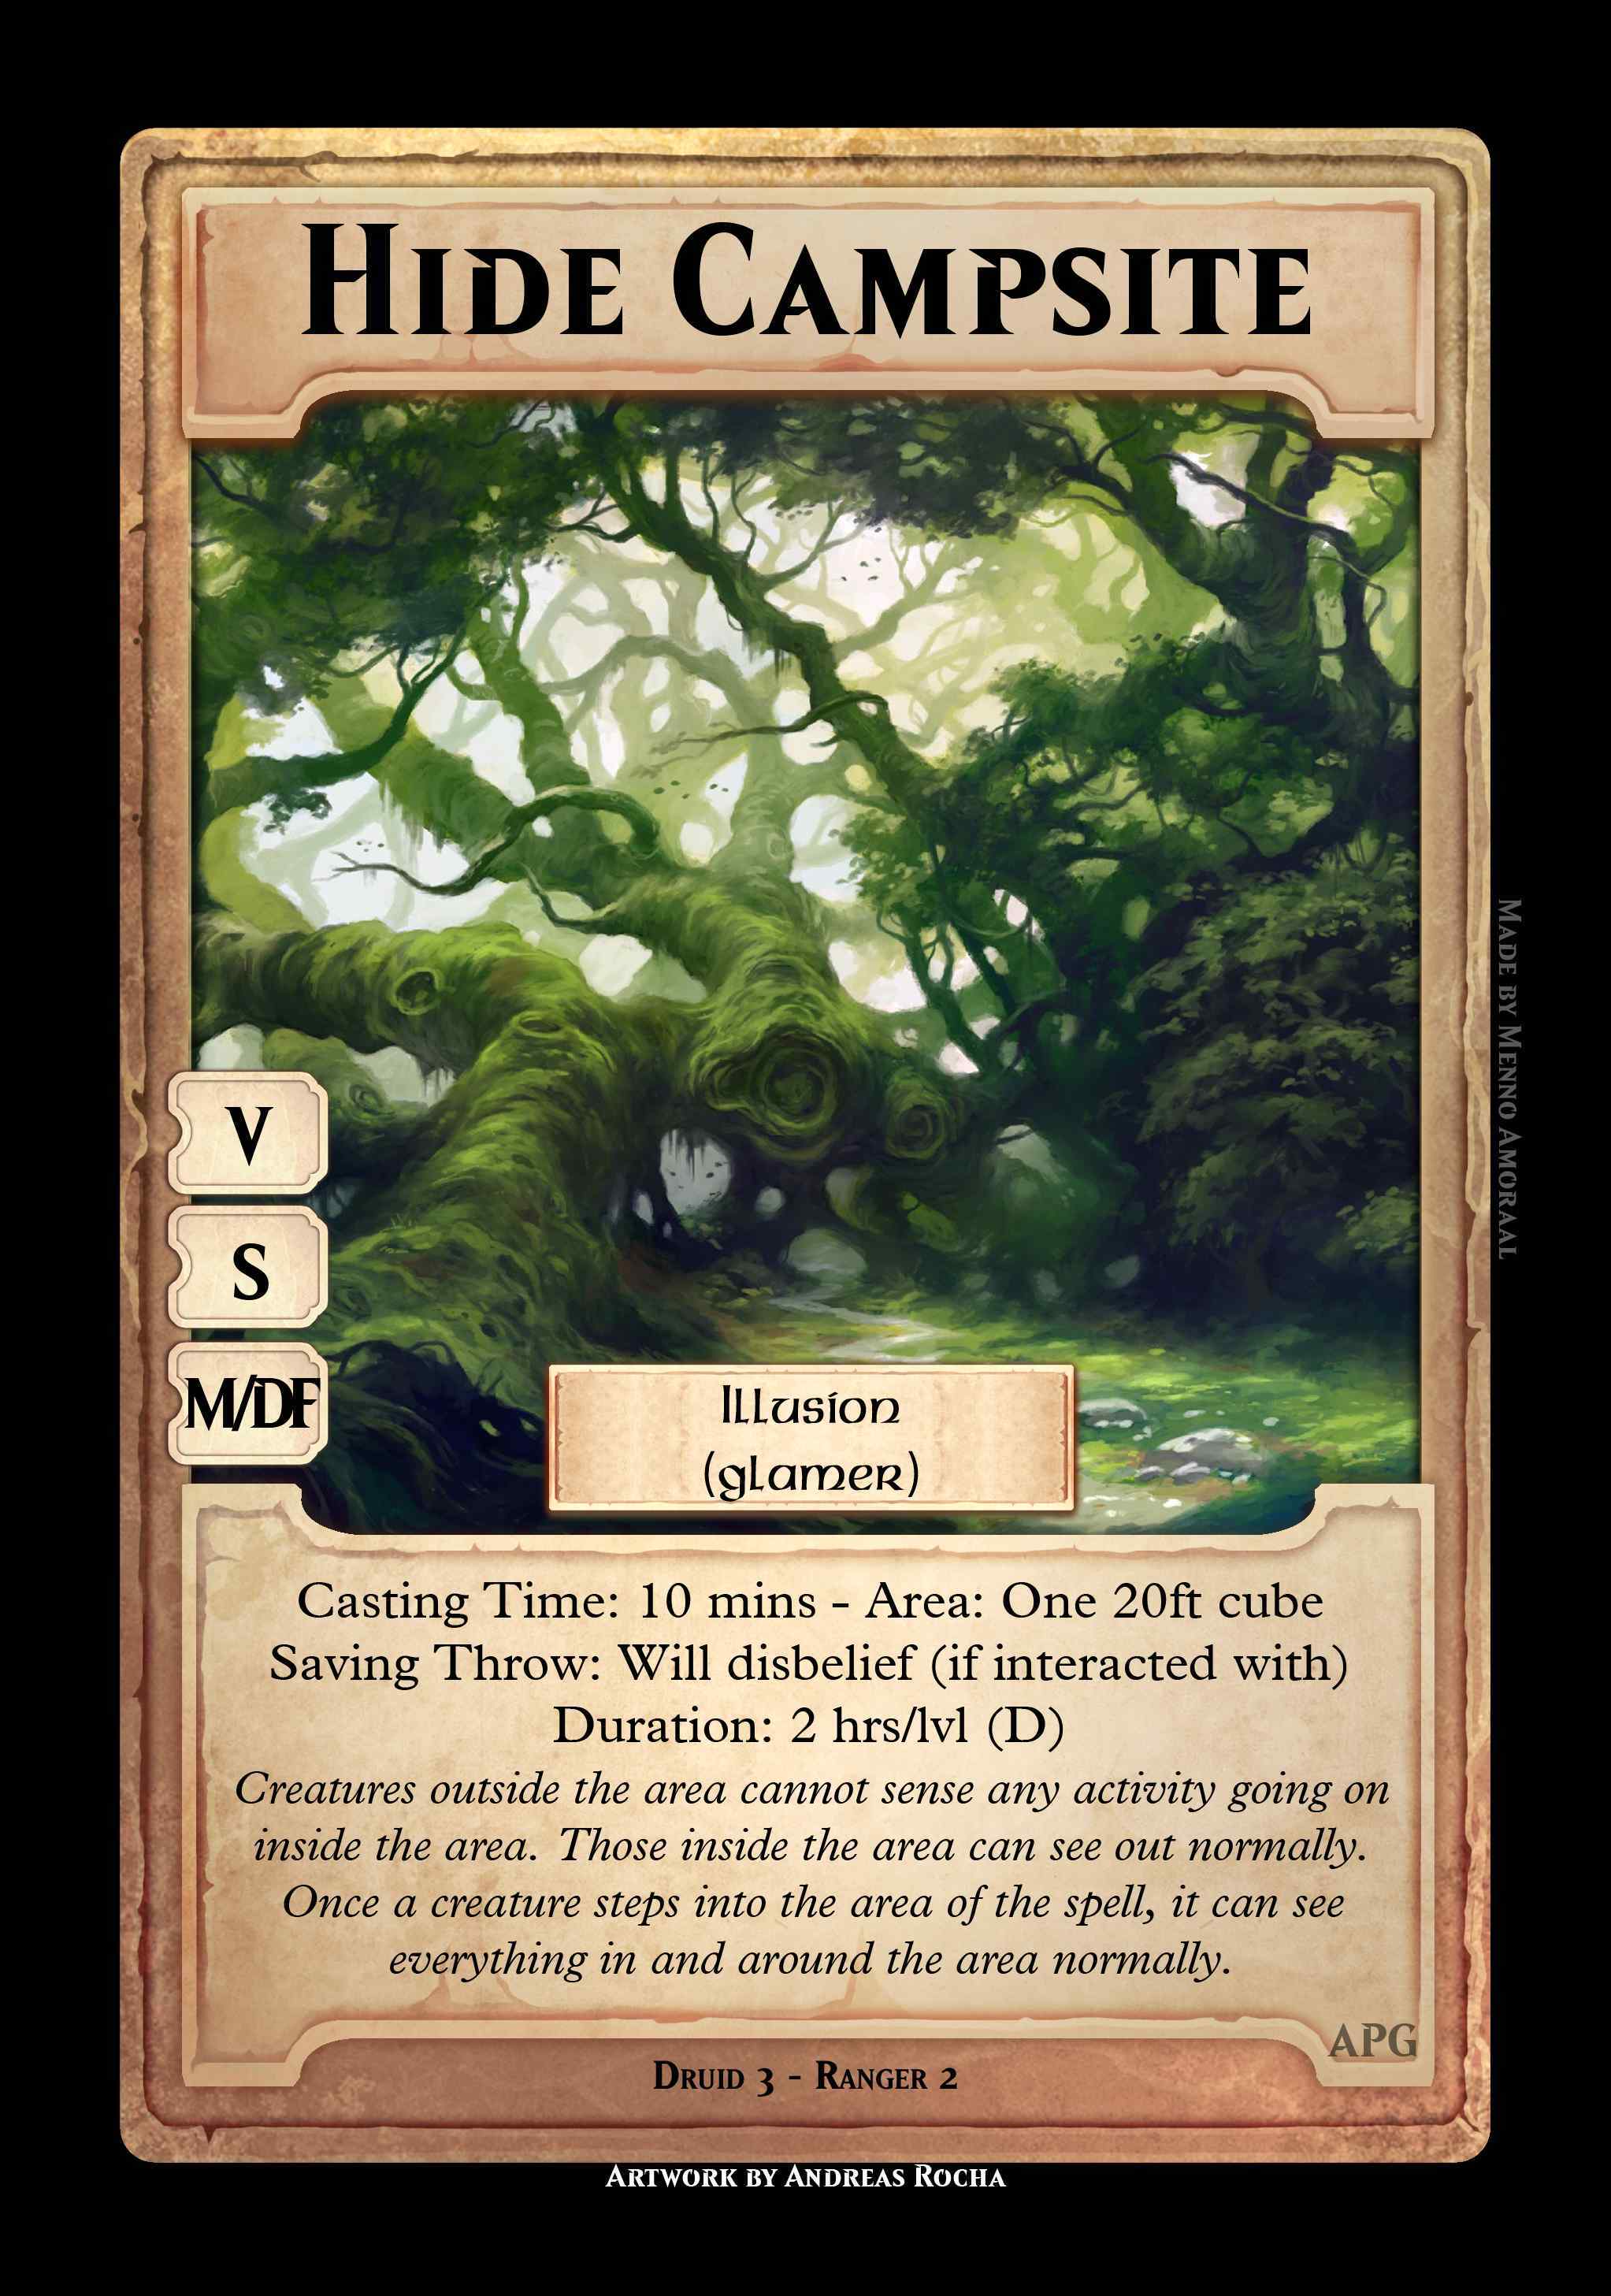 Hide Campsite
V
S
M/DF
Illusion
(glamer)
Casting Time: 10 mins - Area: One 20ft cube
Saving Throw: Will disbelief (if interacted with)
Duration: 2 hrs/lvl (D)
Creatures outside the area cannot sense any activity going on
inside the area. Those inside the area can see out normally.
Once a creature steps into the area of the spell, it can see
everything in and around the area normally.
APG
Druid 3 - Ranger 2
Artwork by Andreas Rocha
Made by Menno Amoraal